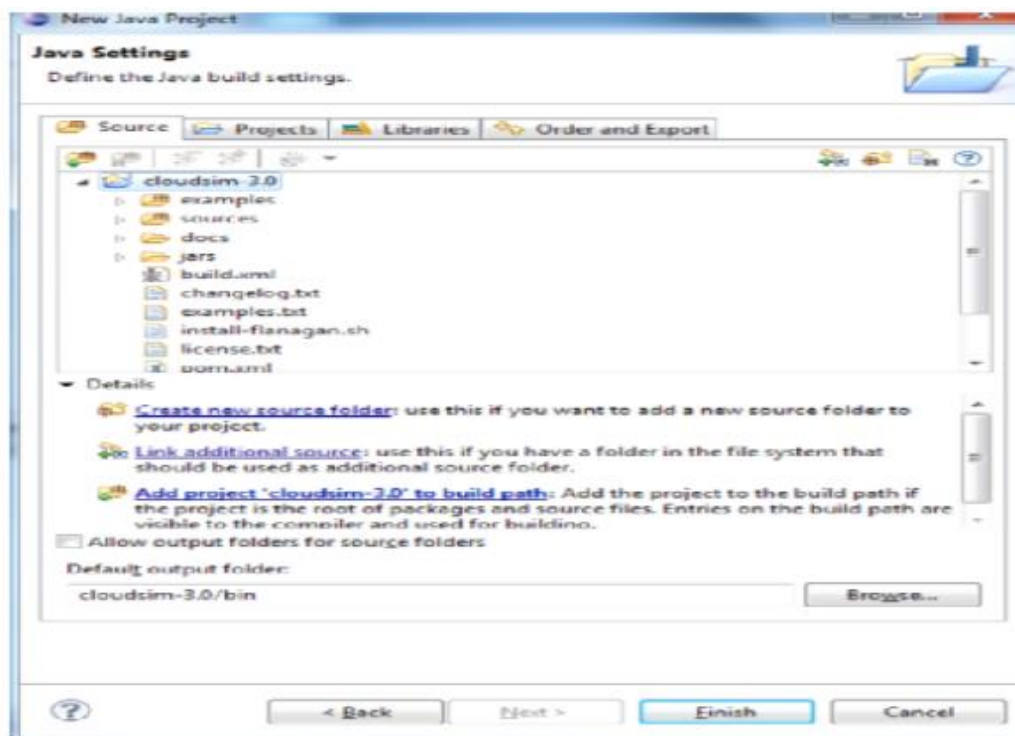 New Java Project
Java Settings
Define the Java build settings.
Source Projects Libraries Order and Export
cloudsim-3.0
examples
sources
docs
jars
build.xml
changelog.txt
examples.txt
install-flanagan.sh
license.txt
pom.xml
Details
Create new source folder: use this if you want to add a new source folder to
your project.
Link additional source: use this if you have a folder in the file system that
should be used as additional source folder.
Add project 'cloudsim-3.0' to build path: Add the project to the build path if
the project is the root of packages and source files. Entries on the build path are
visible to the compiler and used for building.
Allow output folders for source folders
Default output folder:
cloudsim-3.0/bin
Browse...
< Back Next > Finish Cancel